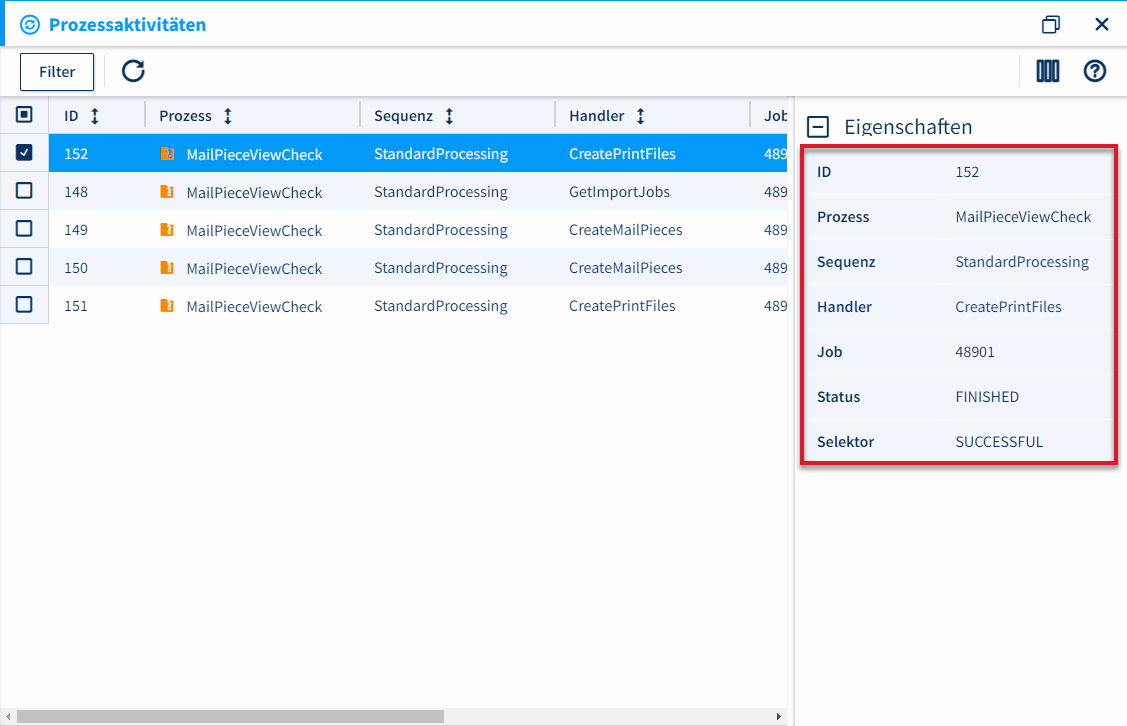 Prozessaktivitäten
Filter
ID Prozess Sequenz Handler Job
152 MailPieceViewCheck StandardProcessing CreatePrintFiles 489
148 MailPieceViewCheck StandardProcessing GetImportJobs 489
149 MailPieceViewCheck StandardProcessing CreateMailPieces 489
150 MailPieceViewCheck StandardProcessing CreateMailPieces 489
151 MailPieceViewCheck StandardProcessing CreatePrintFiles 489
Eigenschaften
ID 152
Prozess MailPieceViewCheck
Sequenz StandardProcessing
Handler CreatePrintFiles
Job 48901
Status FINISHED
Selektor SUCCESSFUL